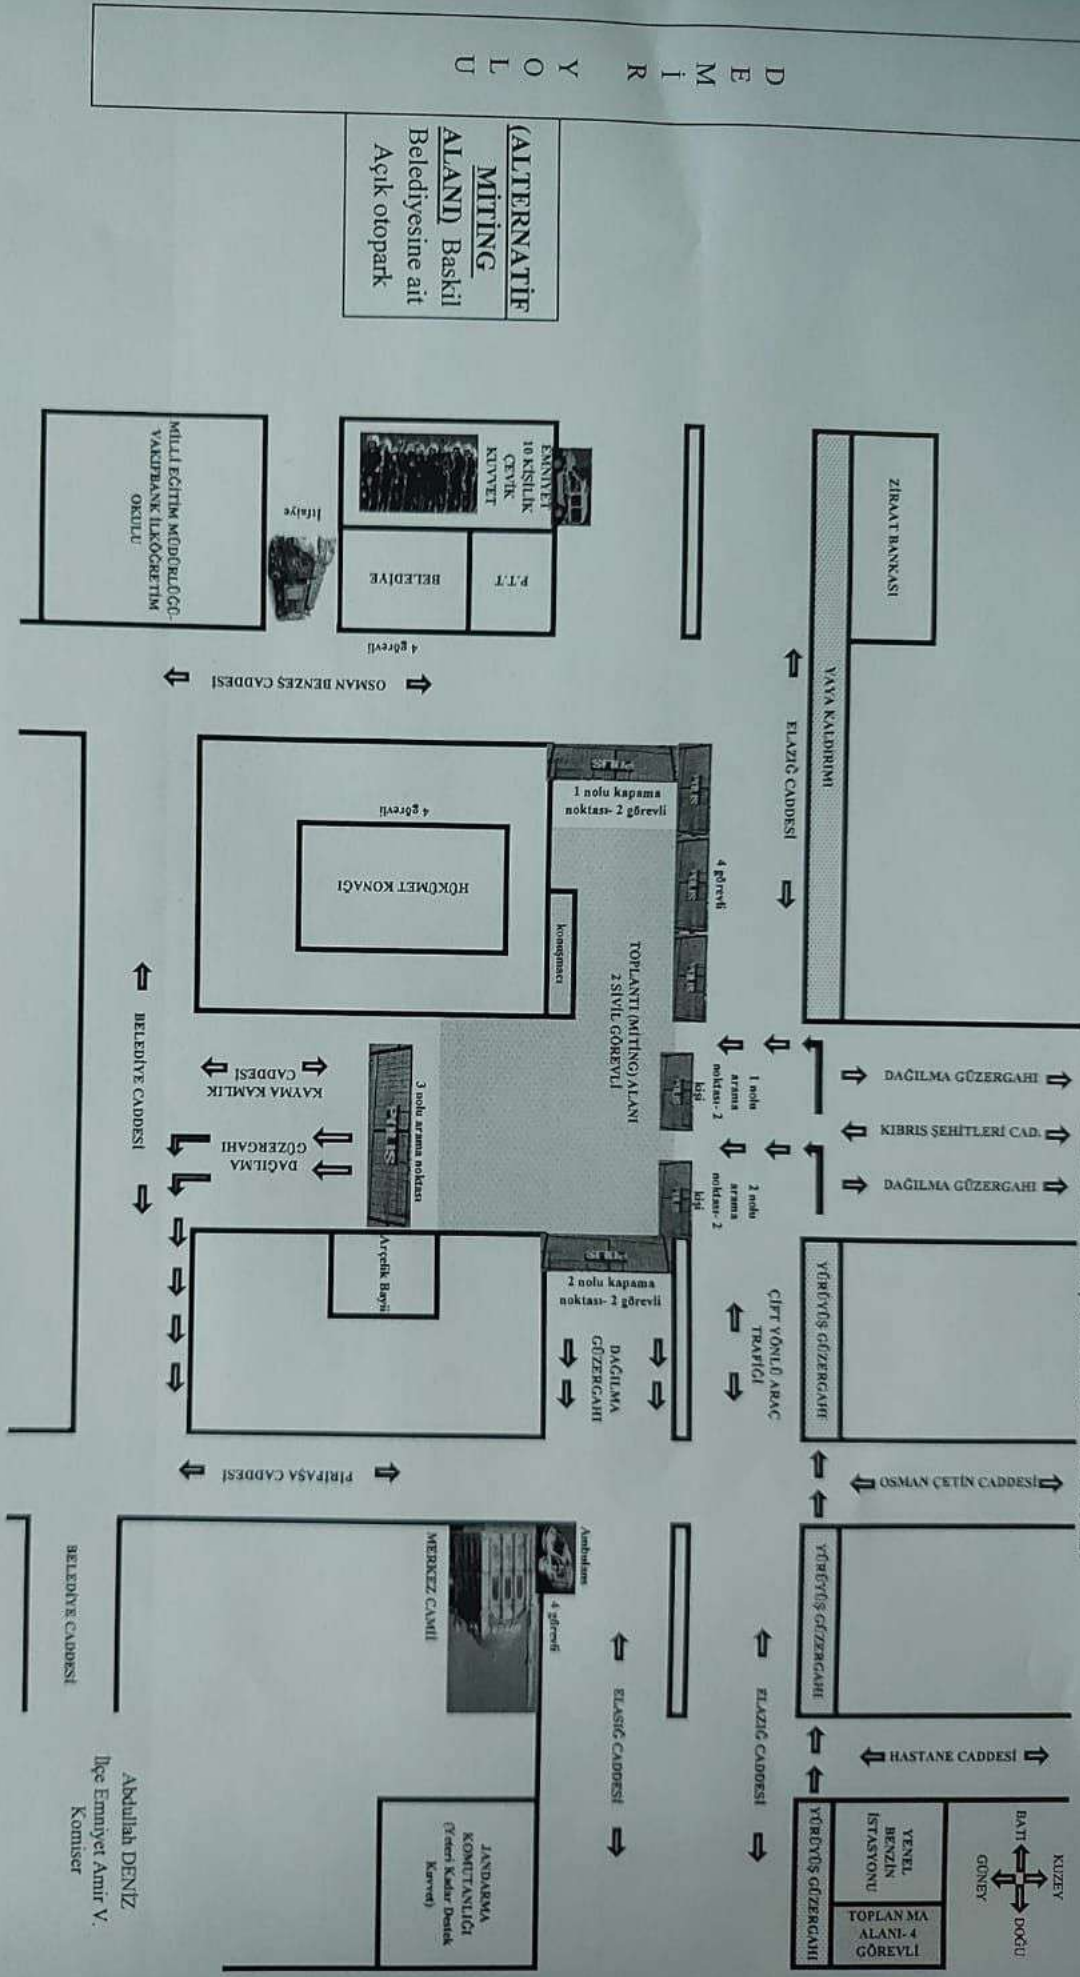 DEMİR YOLU
(ALTERNATİF
MİTİNG
ALANI) Baskil
Belediyesine ait
Açık otopark
ZİRAAT BANKASI
YAYA KALDIRIMI
ELAZIĞ CADDESİ
EMNİYET
10 KİŞİLİK
ÇEVİK
KUVVET
P.T.T
BELEDİYE
4 görevli
İtfaiye
MİLLİ EĞİTİM MÜDÜRLÜĞÜ-
VAKIFBANK İLKÖĞRETİM
OKULU
OSMAN BENZEŞ CADDESİ
POLIS
1 nolu kapama
noktası- 2 görevli
4 görevli
HÜKÜMET KONAĞI
4 görevli
konuşmacı
TOPLANTI (MİTİNG) ALANI
2 SİVİL GÖREVLİ
1 nolu
arama
noktası- 2
kişi
2 nolu
arama
noktası- 2
kişi
DAĞILMA GÜZERGAHI
KIBRIS ŞEHİTLERİ CAD.
DAĞILMA GÜZERGAHI
3 nolu arama noktası
POLIS
KAYMA KAMLIK
CADDESİ
DAĞILMA
GÜZERGAHI
BELEDİYE CADDESİ
Arçelik Bayii
POLIS
2 nolu kapama
noktası- 2 görevli
DAĞILMA
GÜZERGAHI
ÇİFT YÖNLÜ ARAÇ
TRAFİĞİ
YÜRÜYÜŞ GÜZERGAHI
OSMAN ÇETİN CADDESİ
PİRİPAŞA CADDESİ
YÜRÜYÜŞ GÜZERGAHI
Ambulans
4 görevli
MERKEZ CAMİİ
ELASIĞ CADDESİ
ELAZIĞ CADDESİ
HASTANE CADDESİ
BELEDİYE CADDESİ
YÜRÜYÜŞ GÜZERGAHI
YENEL
BENZİN
İSTASYONU
TOPLAN MA
ALANI- 4
GÖREVLİ
KUZEY
BATI
DOĞU
GÜNEY
JANDARMA
KOMUTANLIĞI
(Yeteri Kadar Destek
Kuvvet)
Abdullah DENİZ
İlçe Emniyet Amir V.
Komiser